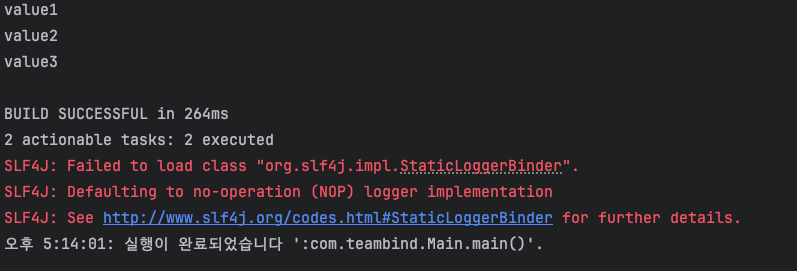 value1
value2
value3
BUILD SUCCESSFUL in 264ms
2 actionable tasks: 2 executed
SLF4J: Failed to load class "org.slf4j.impl.StaticLoggerBinder".
SLF4J: Defaulting to no-operation (NOP) logger implementation
SLF4J: See http://www.slf4j.org/codes.html#StaticLoggerBinder for further details.
오후 5:14:01: 실행이 완료되었습니다 ':com.teambind.Main.main()'.